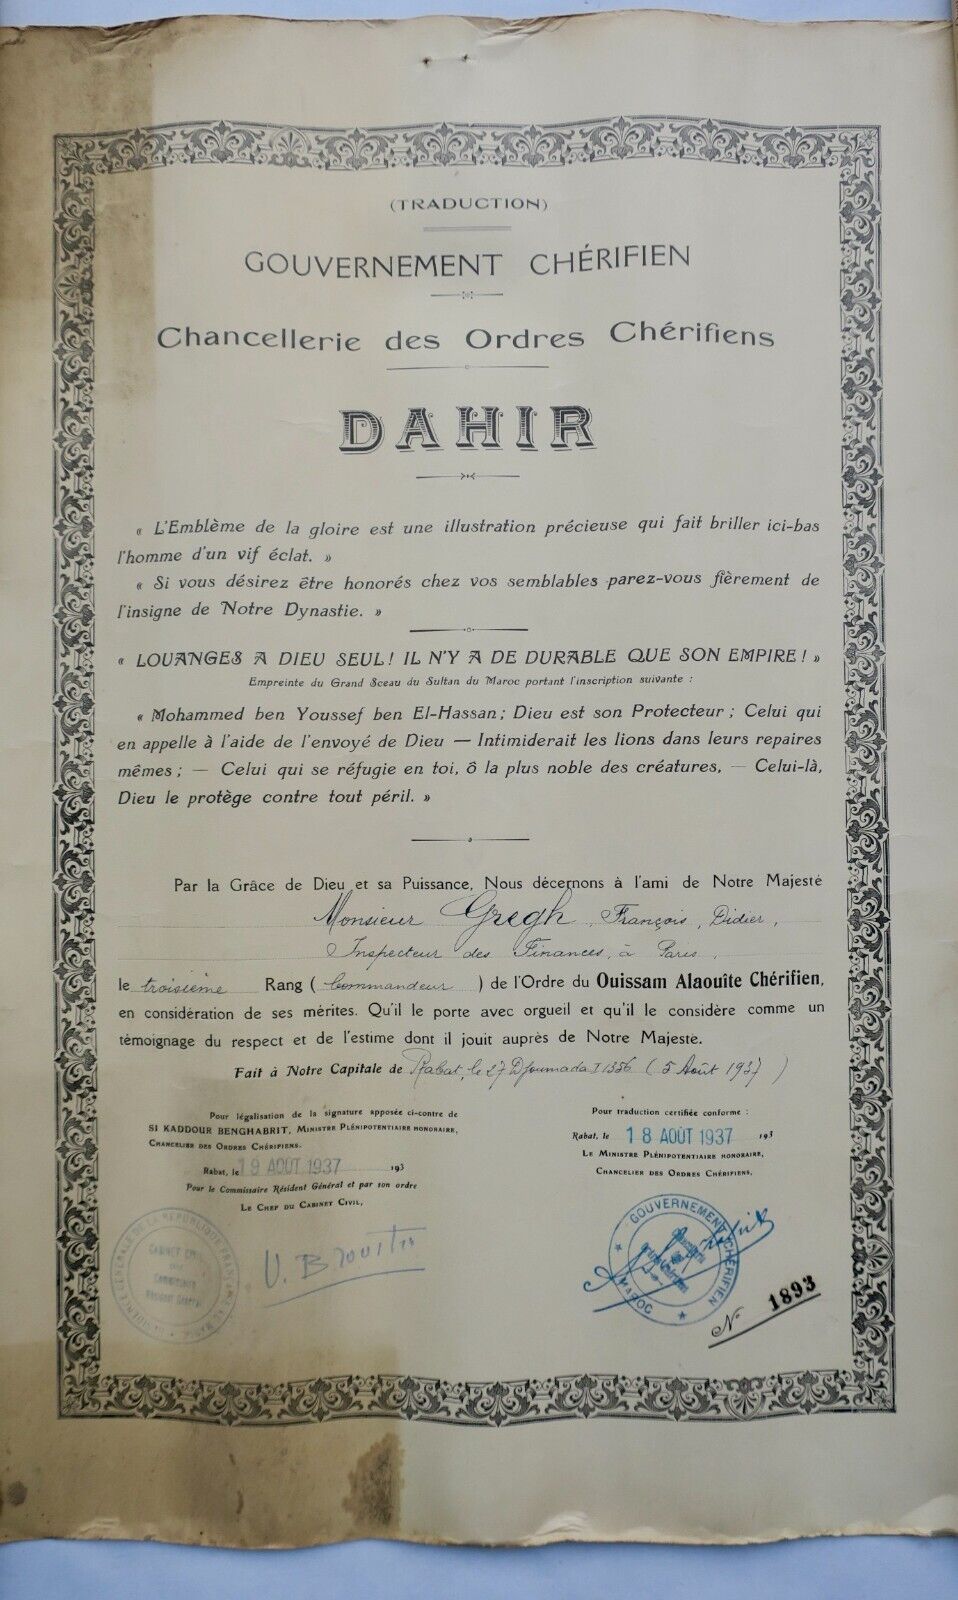 (TRADUCTION)
GOUVERNEMENT CHÉRIFIEN
Chancellerie des Ordres Chérifiens
DAHIR
« L'Emblème de la gloire est une illustration précieuse qui fait briller ici-bas
l'homme d'un vif éclat. »
« Si vous désirez être honorés chez vos semblables parez-vous fièrement de
l'insigne de Notre Dynastie. »
« LOUANGES A DIEU SEUL! IL N'Y A DE DURABLE QUE SON EMPIRE! »
Empreinte du Grand Sceau du Sultan du Maroc portant l'inscription suivante :
« Mohammed ben Youssef ben El-Hassan; Dieu est son Protecteur; Celui qui
en appelle à l'aide de l'envoyé de Dieu — Intimiderait les lions dans leurs repaires
mêmes; — Celui qui se réfugie en toi, ô la plus noble des créatures, — Celui-là,
Dieu le protège contre tout péril. »
Par la Grâce de Dieu et sa Puissance, Nous décernons à l'ami de Notre Majesté
Monsieur Gregh, François, Didier,
Inspecteur des Finances, à Paris,
le troisième Rang (Commandeur) de l'Ordre du Ouissam Alaouïte Chérifien,
en considération de ses mérites. Qu'il le porte avec orgueil et qu'il le considère comme un
témoignage du respect et de l'estime dont il jouit auprès de Notre Majesté.
Fait à Notre Capitale de Rabat, le 27 Djoumada I 1356 (5 Août 1937)
Pour légalisation de la signature apposée ci-contre de
SI KADDOUR BENGHABRIT, MINISTRE PLÉNIPOTENTIAIRE HONORAIRE,
CHANCELIER DES ORDRES CHÉRIFIENS.
Rabat, le 19 AOÛT 1937 193
Pour le Commissaire Résident Général et par son ordre
LE CHEF DU CABINET CIVIL,
Pour traduction certifiée conforme :
Rabat, le 18 AOÛT 1937 193
LE MINISTRE PLÉNIPOTENTIAIRE HONORAIRE,
CHANCELIER DES ORDRES CHÉRIFIENS,
GOUVERNEMENT CHÉRIFIEN
MAROC
N° 1893